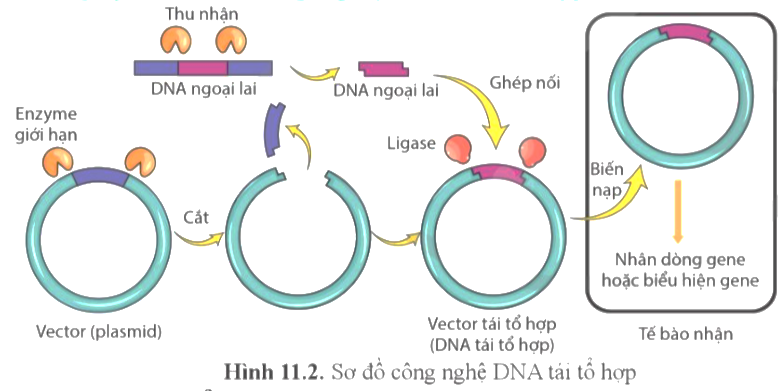 Thu nhận
DNA ngoại lai
DNA ngoại lai
Ghép nối
Enzyme
giới hạn
Ligase
Cắt
Biến
nạp
Vector (plasmid)
Vector tái tổ hợp
(DNA tái tổ hợp)
Nhân dòng gene
hoặc biểu hiện gene
Tế bào nhận
Hình 11.2. Sơ đồ công nghệ DNA tái tổ hợp